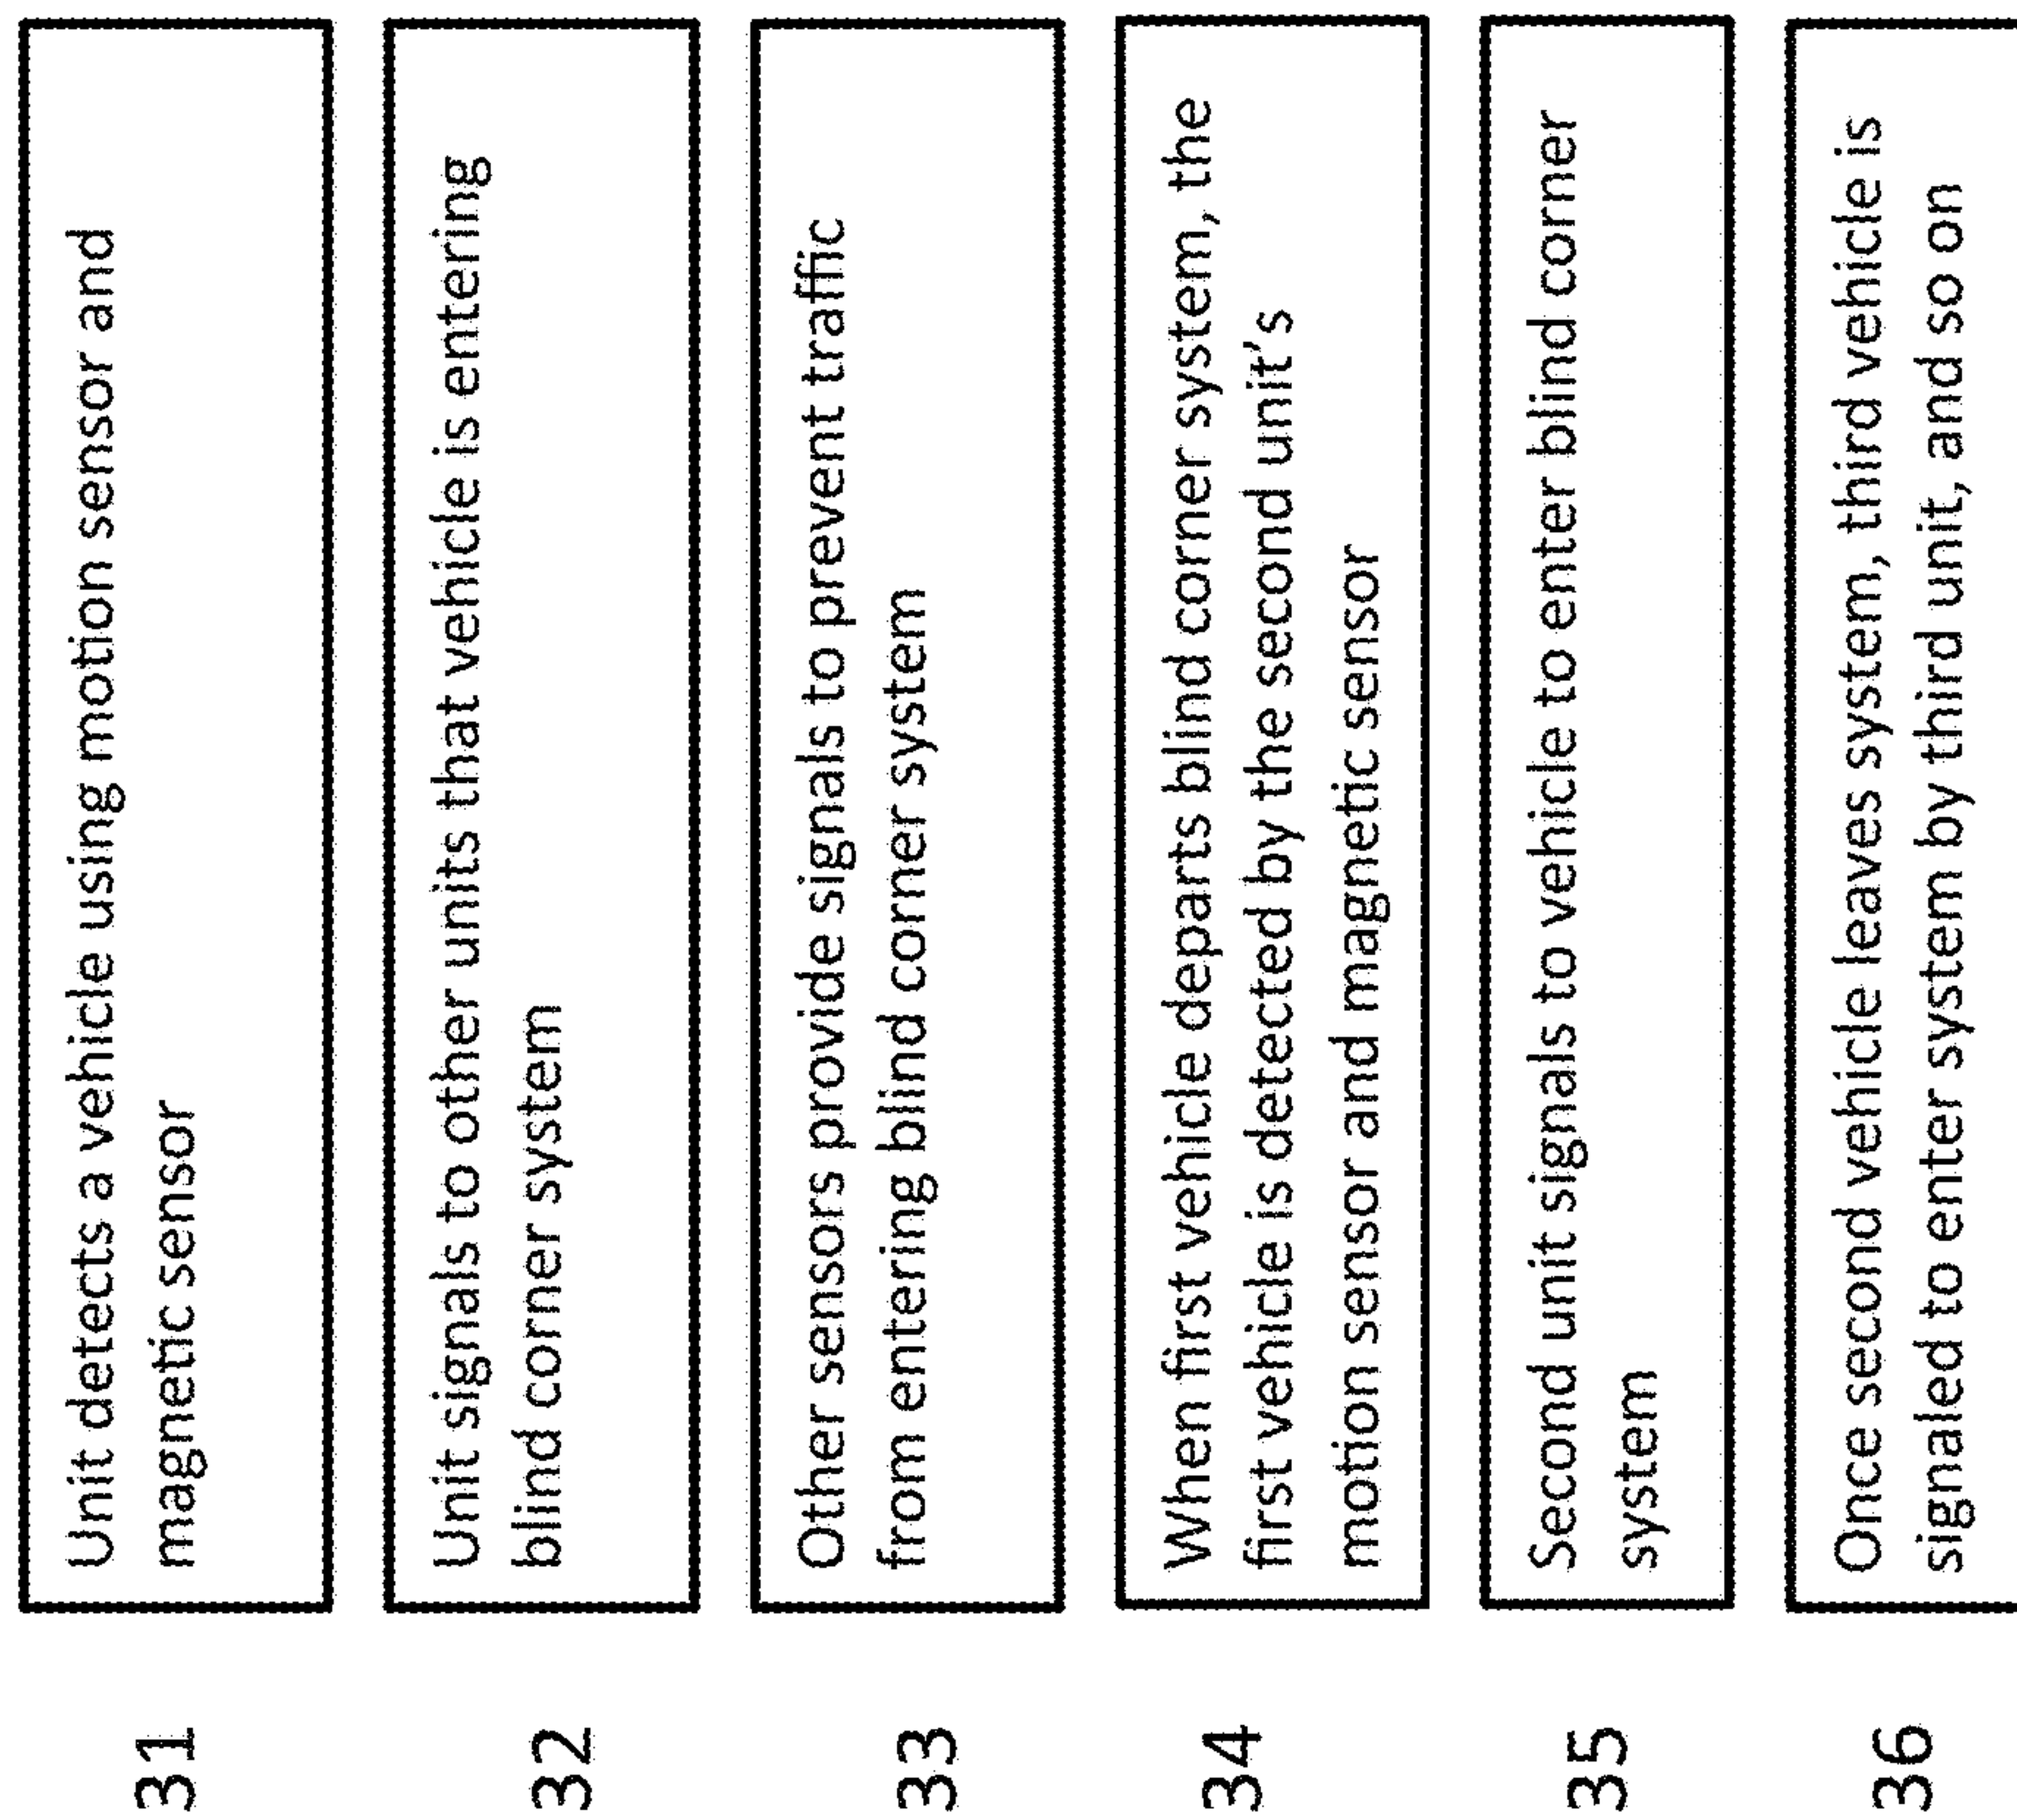 31
Unit detects a vehicle using motion sensor and
magnetic sensor
32
Unit signals to other units that vehicle is entering
blind corner system
33
Other sensors provide signals to prevent traffic
from entering blind corner system
34
When first vehicle departs blind corner system, the
first vehicle is detected by the second unit's
motion sensor and magnetic sensor
35
Second unit signals to vehicle to enter blind corner
system
36
Once second vehicle leaves system, third vehicle is
signaled to enter system by third unit, and so on